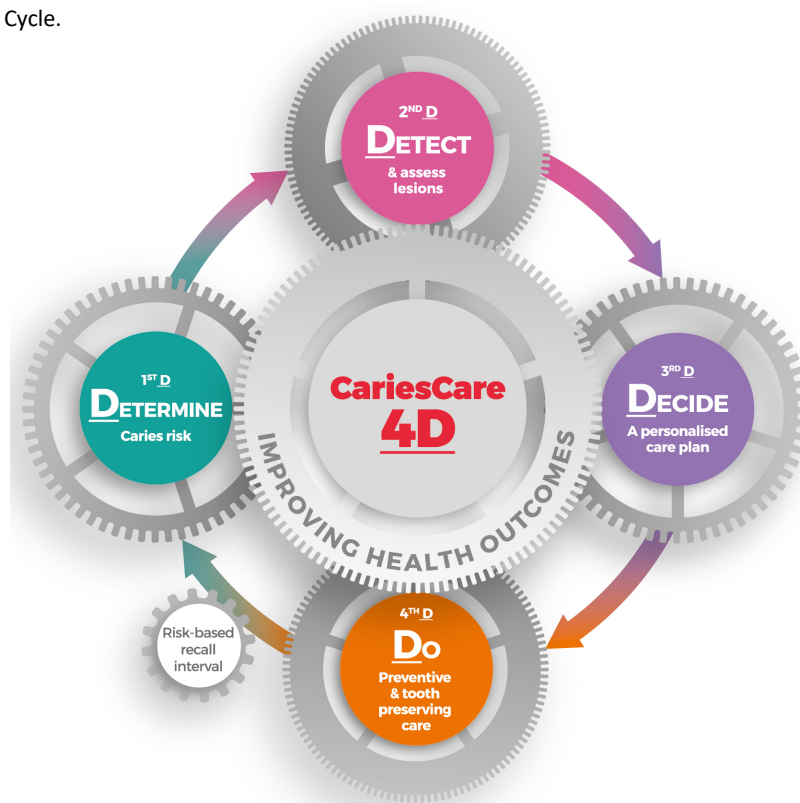 Cycle.
2ND D
DETECT
& assess
lesions
1ST D
DETERMINE
Caries risk
CariesCare
4D
3RD D
DECIDE
A personalised
care plan
IMPROVING HEALTH OUTCOMES
4TH D
DO
Preventive
& tooth
preserving
care
Risk-based
recall
interval